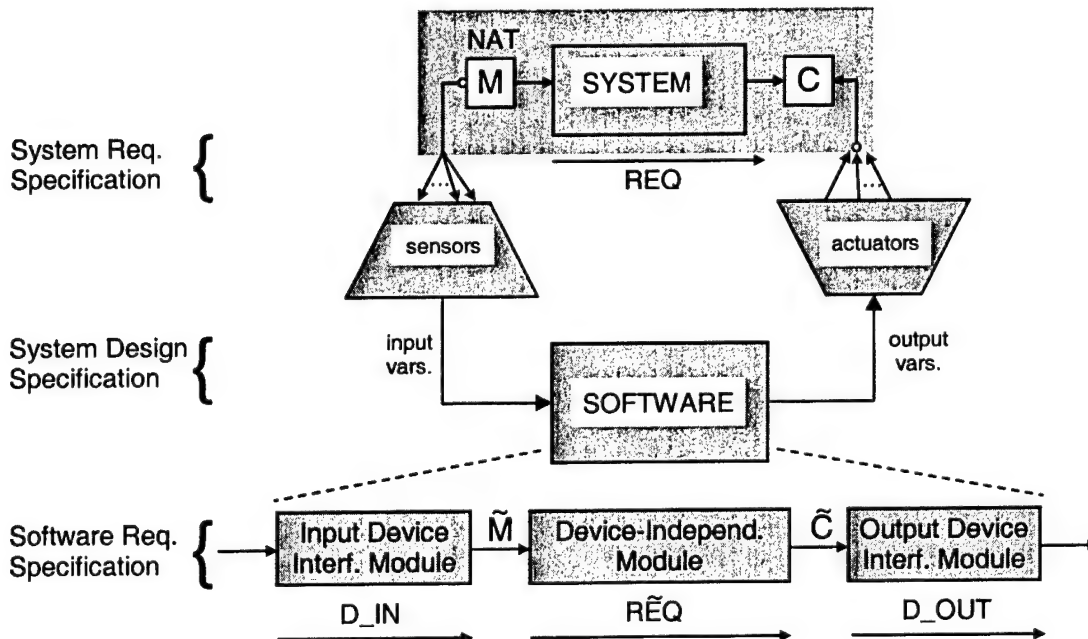 NAT
M
SYSTEM
C
System Req.
Specification
{
REQ
....
....
sensors
actuators
System Design
Specification
{
input
vars.
output
vars.
SOFTWARE
Software Req.
Specification
{
Input Device
Interf. Module
M̃
Device-Independ.
Module
C̃
Output Device
Interf. Module
D_IN
RẼQ
D_OUT